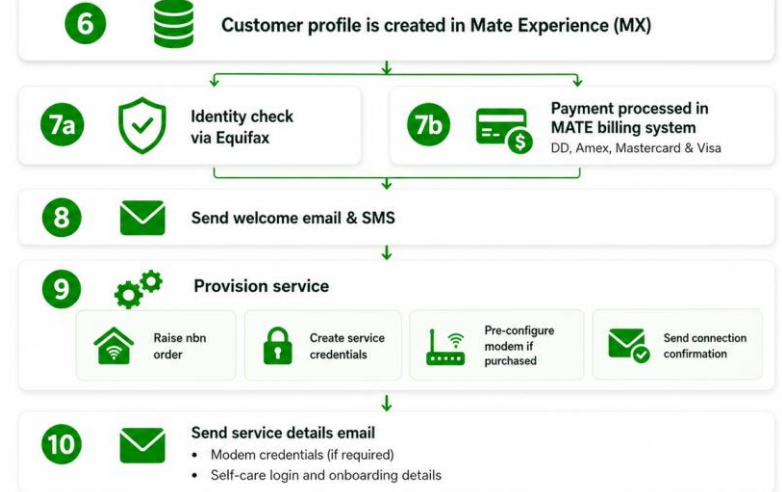 6
Customer profile is created in Mate Experience (MX)
7a
Identity check
via Equifax
7b
Payment processed in
MATE billing system
DD, Amex, Mastercard & Visa
$
8
Send welcome email & SMS
9
Provision service
Raise nbn
order
Create service
credentials
Pre-configure
modem if
purchased
Send connection
confirmation
10
Send service details email
• Modem credentials (if required)
• Self-care login and onboarding details